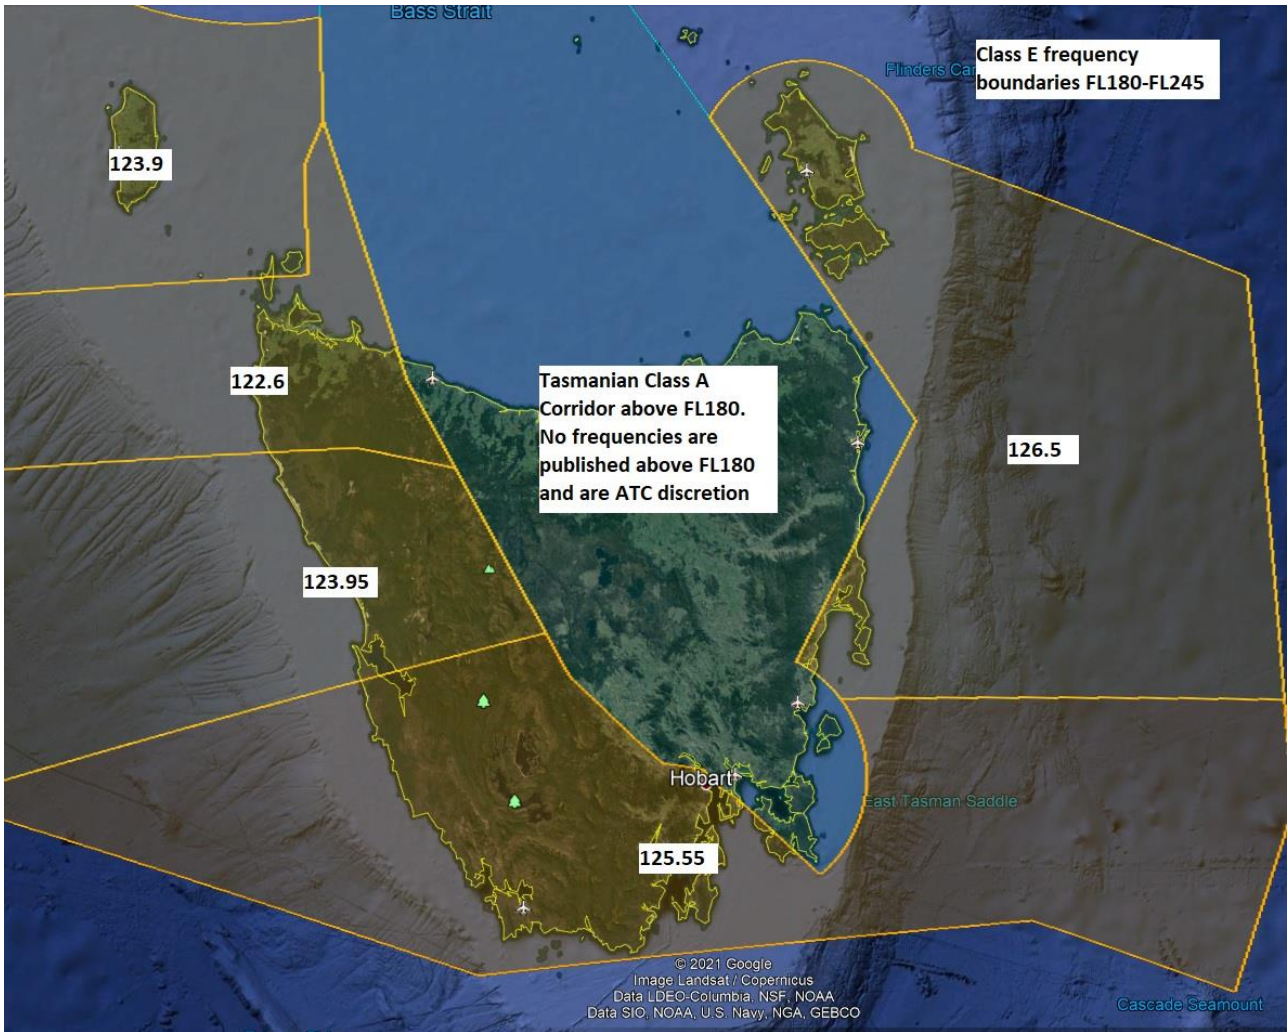 Bass Strait
Class E frequency
boundaries FL180-FL245
123.9
122.6
Tasmanian Class A
Corridor above FL180.
No frequencies are
published above FL180
and are ATC discretion
126.5
123.95
Hobart
East Tasman Saddle
125.55
© 2021 Google
Image Landsat / Copernicus
Data LDEO-Columbia, NSF, NOAA
Data SIO, NOAA, U.S. Navy, NGA, GEBCO
Cascade Seamount
Flinders